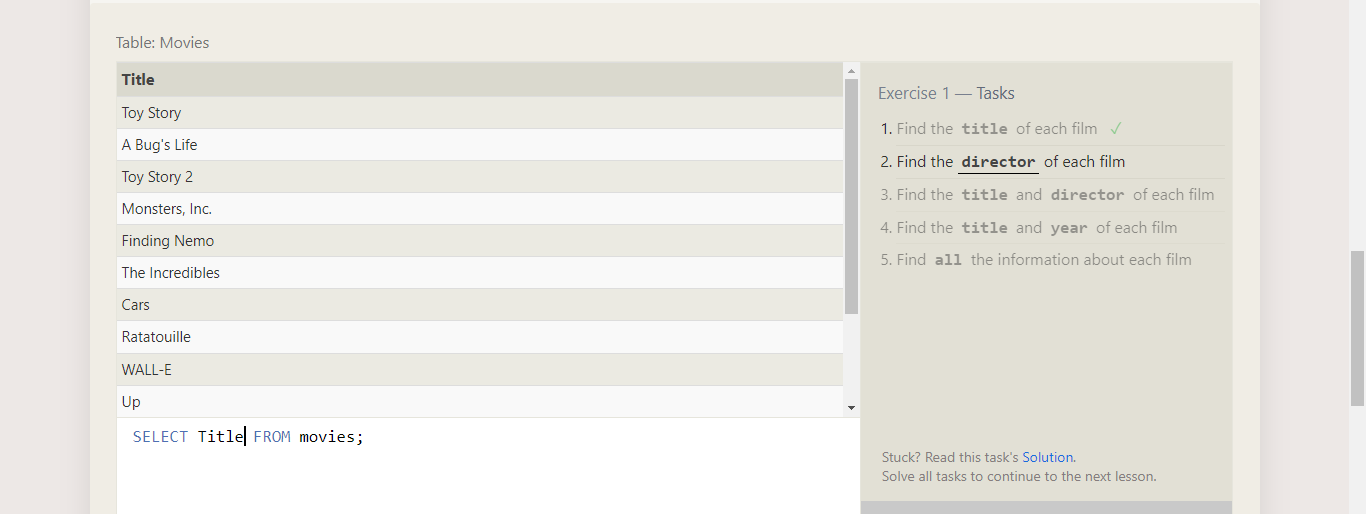 Table: Movies
Title
Toy Story
A Bug's Life
Toy Story 2
Monsters, Inc.
Finding Nemo
The Incredibles
Cars
Ratatouille
WALL-E
Up
SELECT Title FROM movies;
Exercise 1 — Tasks
1. Find the title of each film ✓
2. Find the director of each film
3. Find the title and director of each film
4. Find the title and year of each film
5. Find all the information about each film
Stuck? Read this task's Solution.
Solve all tasks to continue to the next lesson.